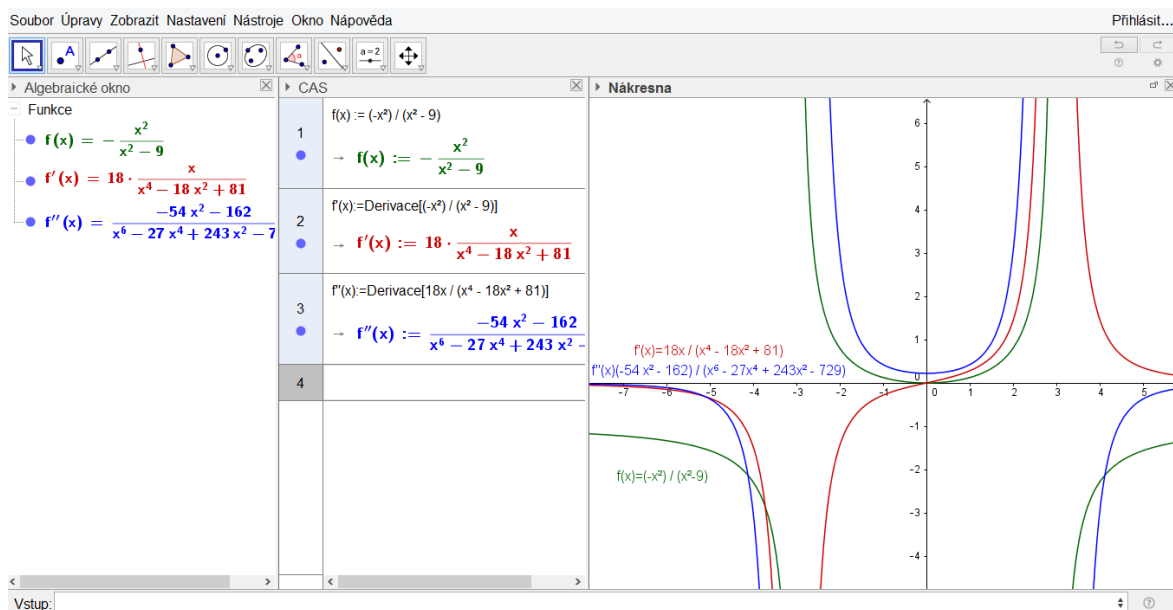 Soubor Úpravy Zobrazit Nastavení Nástroje Okno Nápověda Přihlásit...
A a=2
Algebraické okno
Funkce
f(x) = − x² / x² − 9
f′(x) = 18 · x / x⁴ − 18 x² + 81
f′′(x) = −54 x² − 162 / x⁶ − 27 x⁴ + 243 x² − 7
CAS
1
f(x) := (-x²) / (x² - 9)
→ f(x) := − x² / x² − 9
2
f'(x):=Derivace[(-x²) / (x² - 9)]
→ f′(x) := 18 · x / x⁴ − 18 x² + 81
3
f''(x):=Derivace[18x / (x⁴ - 18x² + 81)]
→ f′′(x) := −54 x² − 162 / x⁶ − 27 x⁴ + 243 x² −
4
Nákresna
6
5
4
3
2
1
0
-1
-2
-3
-4
-7 -6 -5 -4 -3 -2 -1 0 1 2 3 4 5
f'(x)=18x / (x⁴ - 18x² + 81)
f''(x)(-54 x² - 162) / (x⁶ - 27x⁴ + 243x² - 729)
f(x)=(-x²) / (x²-9)
Vstup: